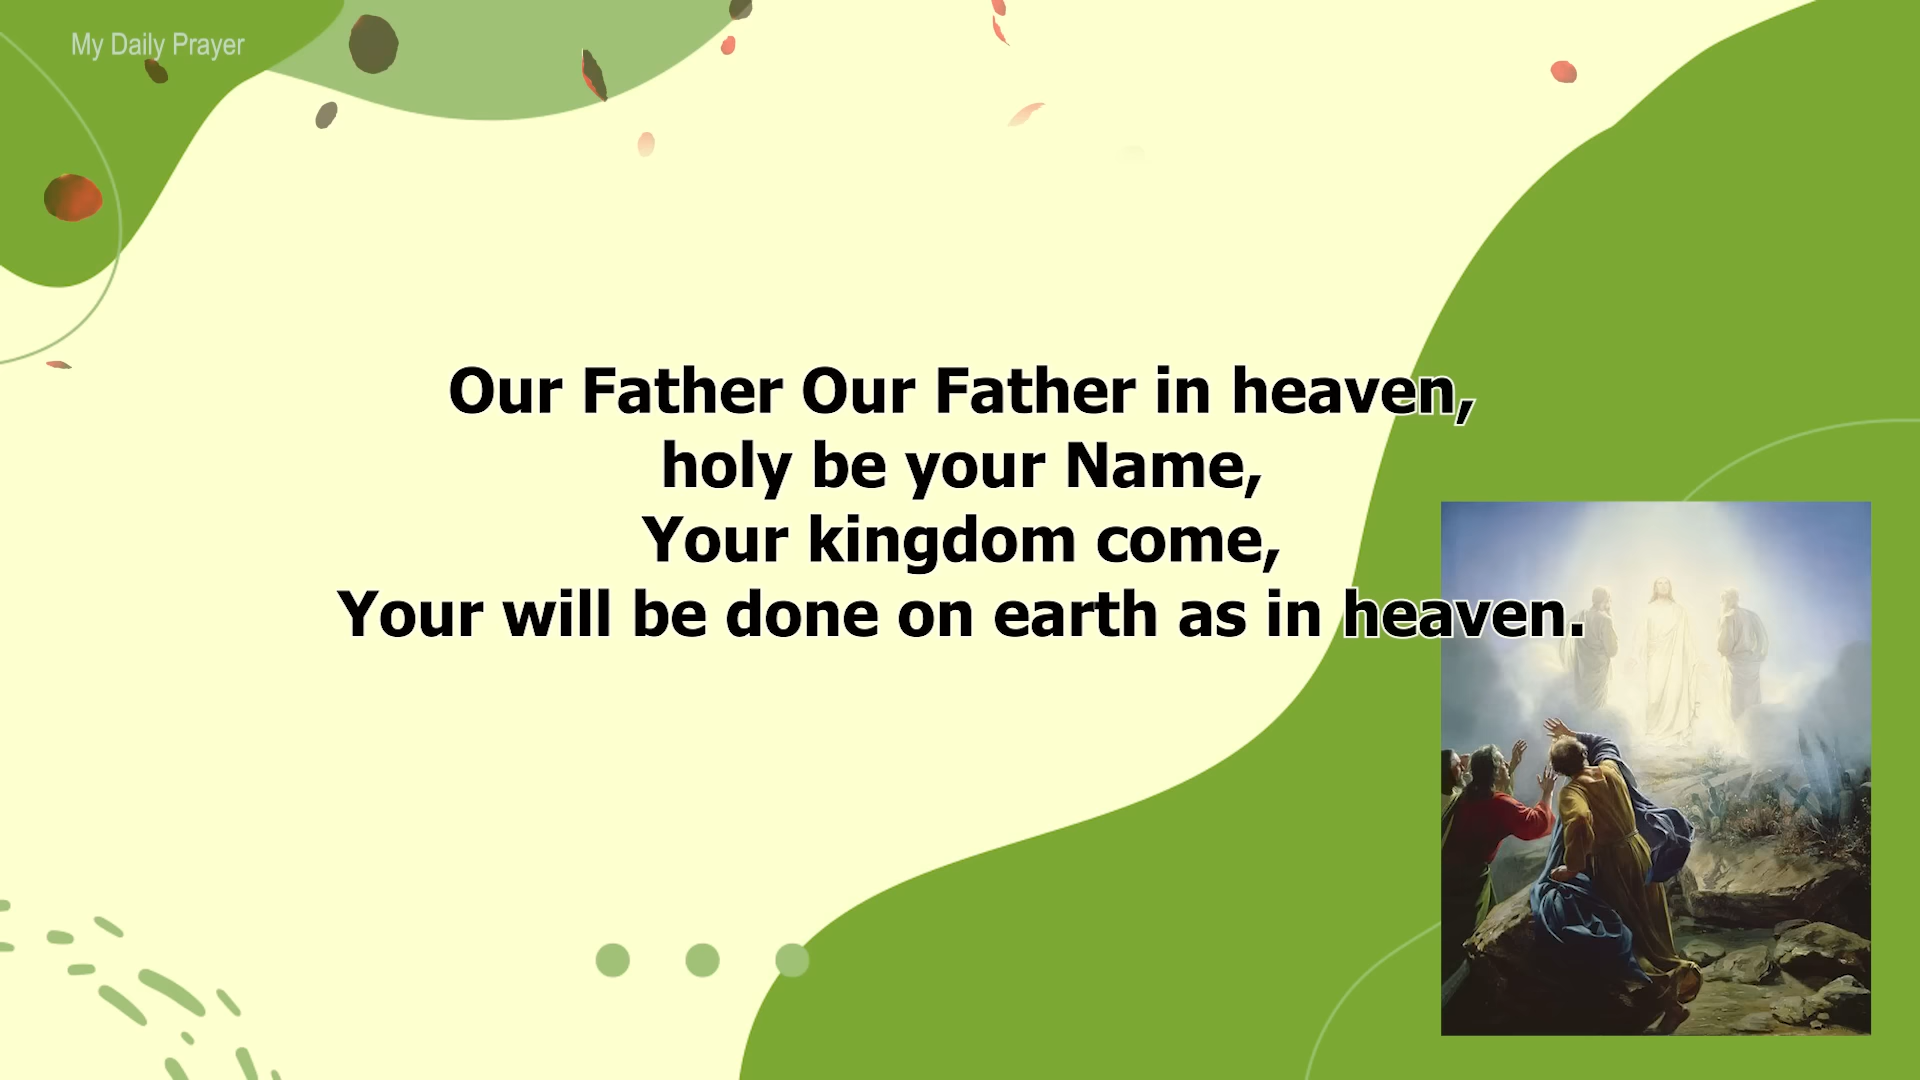 My Daily Prayer
Our Father Our Father in heaven,
holy be your Name,
Your kingdom come,
Your will be done on earth as in heaven.